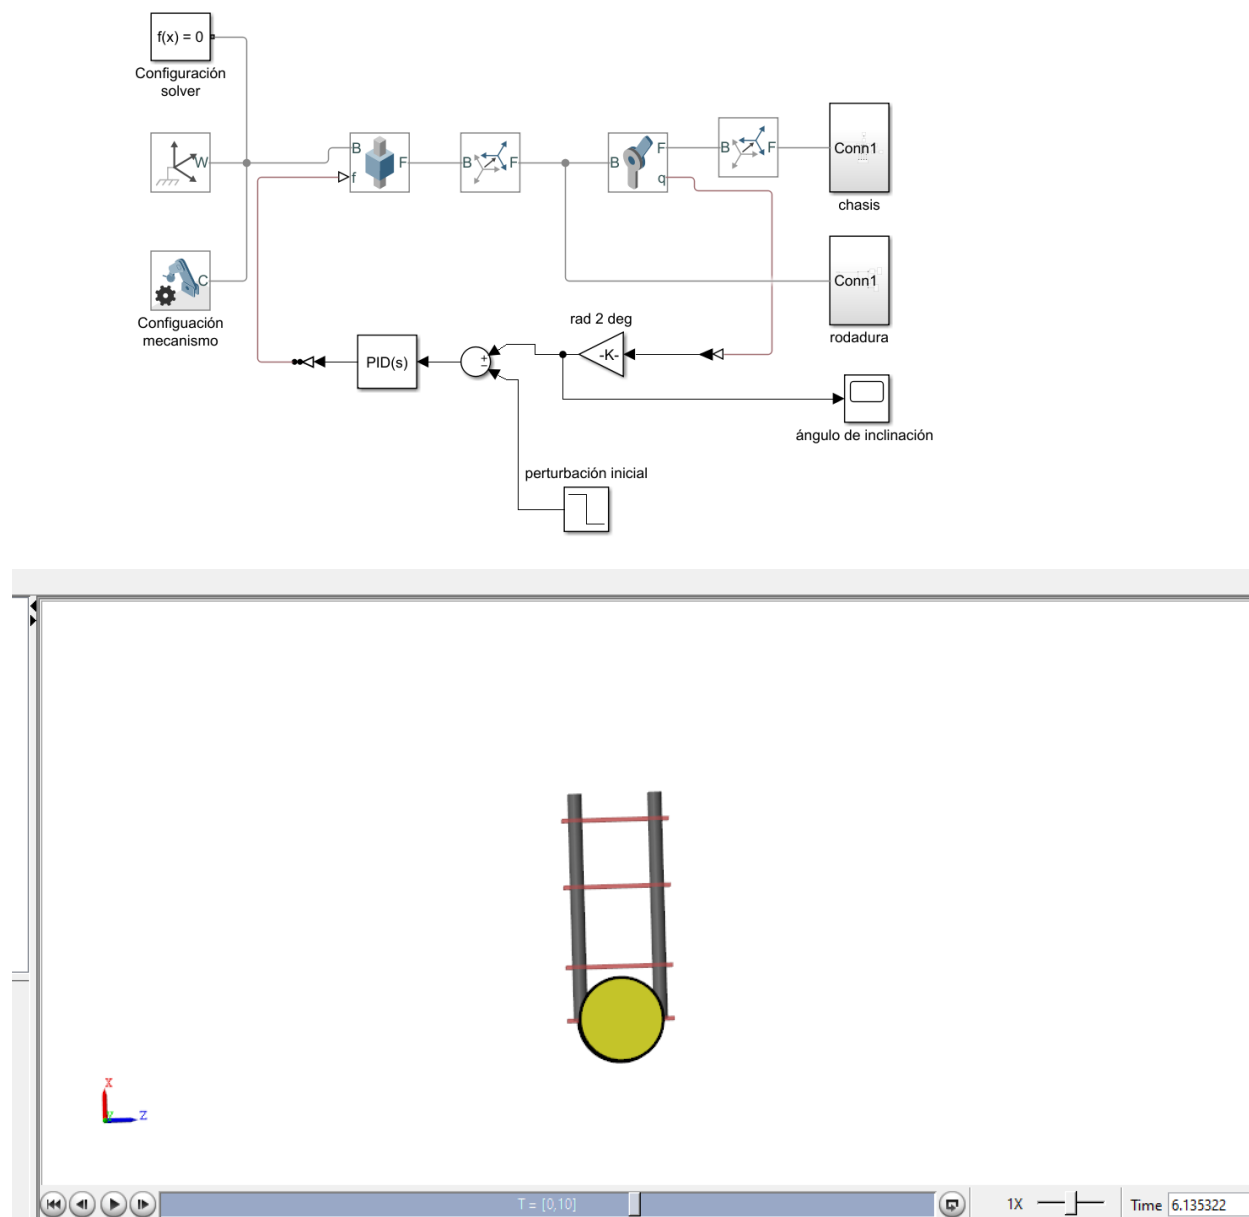 f(x) = 0
Configuración
solver
W
B
f
F
B
F
B
F
q
B
F
Conn1
chasis
C
Configuación
mecanismo
Conn1
rodadura
rad 2 deg
-K-
PID(s)
+
−
ángulo de inclinación
perturbación inicial
X
Y
Z
T = [0,10]
1X
Time 6.135322